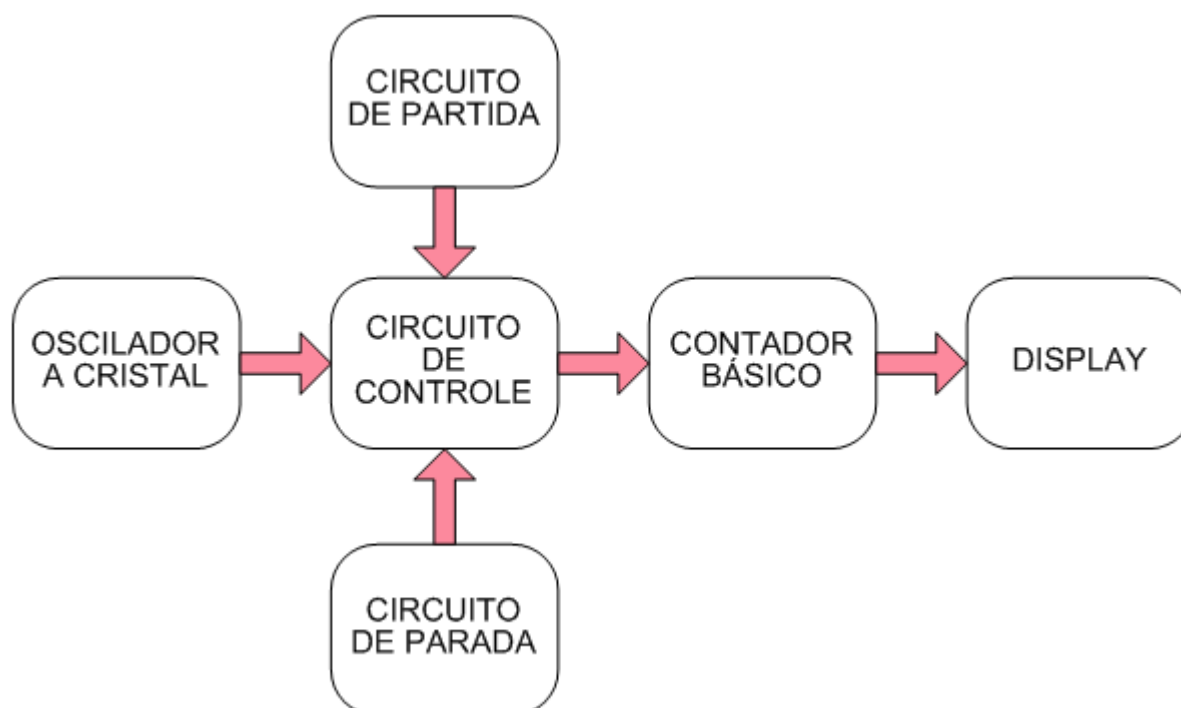 CIRCUITO
DE PARTIDA
OSCILADOR
A CRISTAL
CIRCUITO
DE
CONTROLE
CONTADOR
BÁSICO
DISPLAY
CIRCUITO
DE PARADA